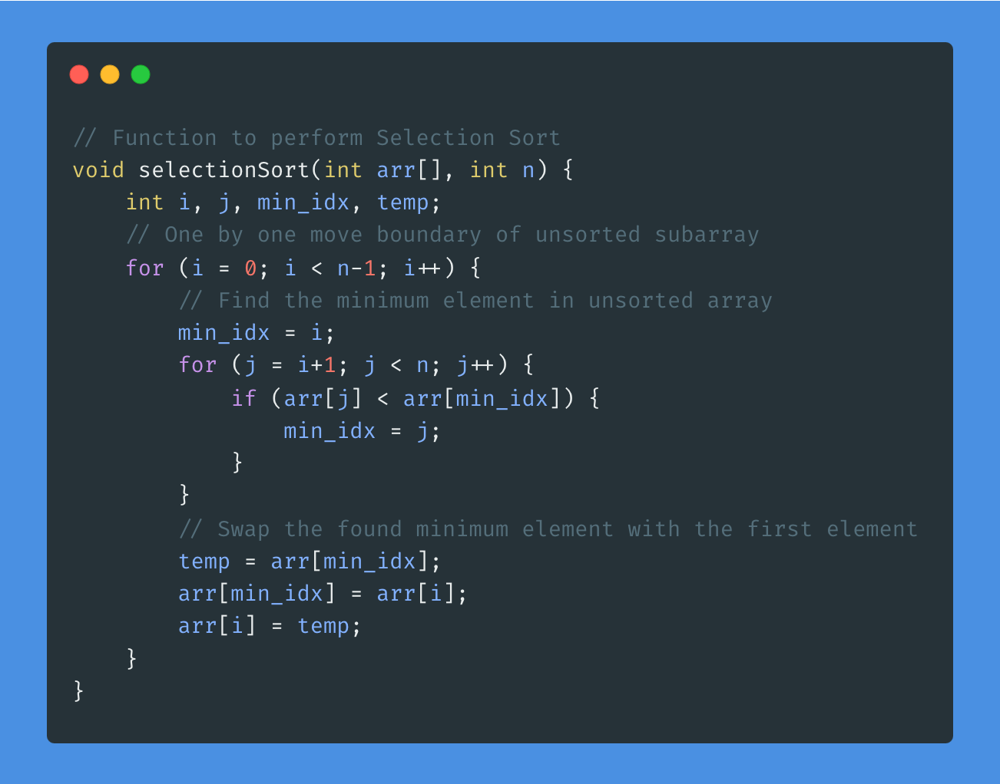 // Function to perform Selection Sort
void selectionSort(int arr[], int n) {
    int i, j, min_idx, temp;
    // One by one move boundary of unsorted subarray
    for (i = 0; i < n-1; i++) {
        // Find the minimum element in unsorted array
        min_idx = i;
        for (j = i+1; j < n; j++) {
            if (arr[j] < arr[min_idx]) {
                min_idx = j;
            }
        }
        // Swap the found minimum element with the first element
        temp = arr[min_idx];
        arr[min_idx] = arr[i];
        arr[i] = temp;
    }
}